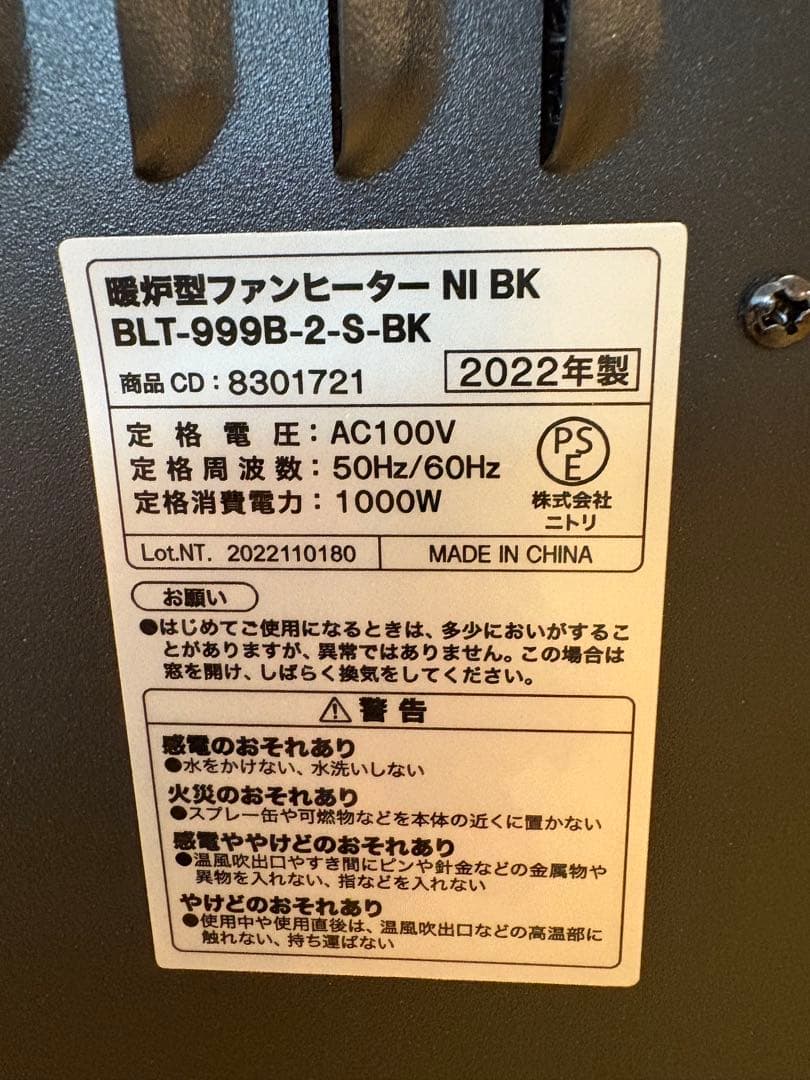 暖炉型ファンヒーター NI BK
BLT-999B-2-S-BK
商品CD：8301721
2022年製
定格電圧：AC100V
定格周波数：50Hz/60Hz
定格消費電力：1000W
PS
E
株式会社
ニトリ
Lot.NT. 2022110180
MADE IN CHINA
お願い
●はじめてご使用になるときは、多少においがするこ
とがありますが、異常ではありません。この場合は
窓を開け、しばらく換気をしてください。
⚠警告
感電のおそれあり
●水をかけない、水洗いしない
火災のおそれあり
●スプレー缶や可燃物などを本体の近くに置かない
感電ややけどのおそれあり
●温風吹出口やすき間にピンや針金などの金属物や
異物を入れない、指などを入れない
やけどのおそれあり
●使用中や使用直後は、温風吹出口などの高温部に
触れない、持ち運ばない